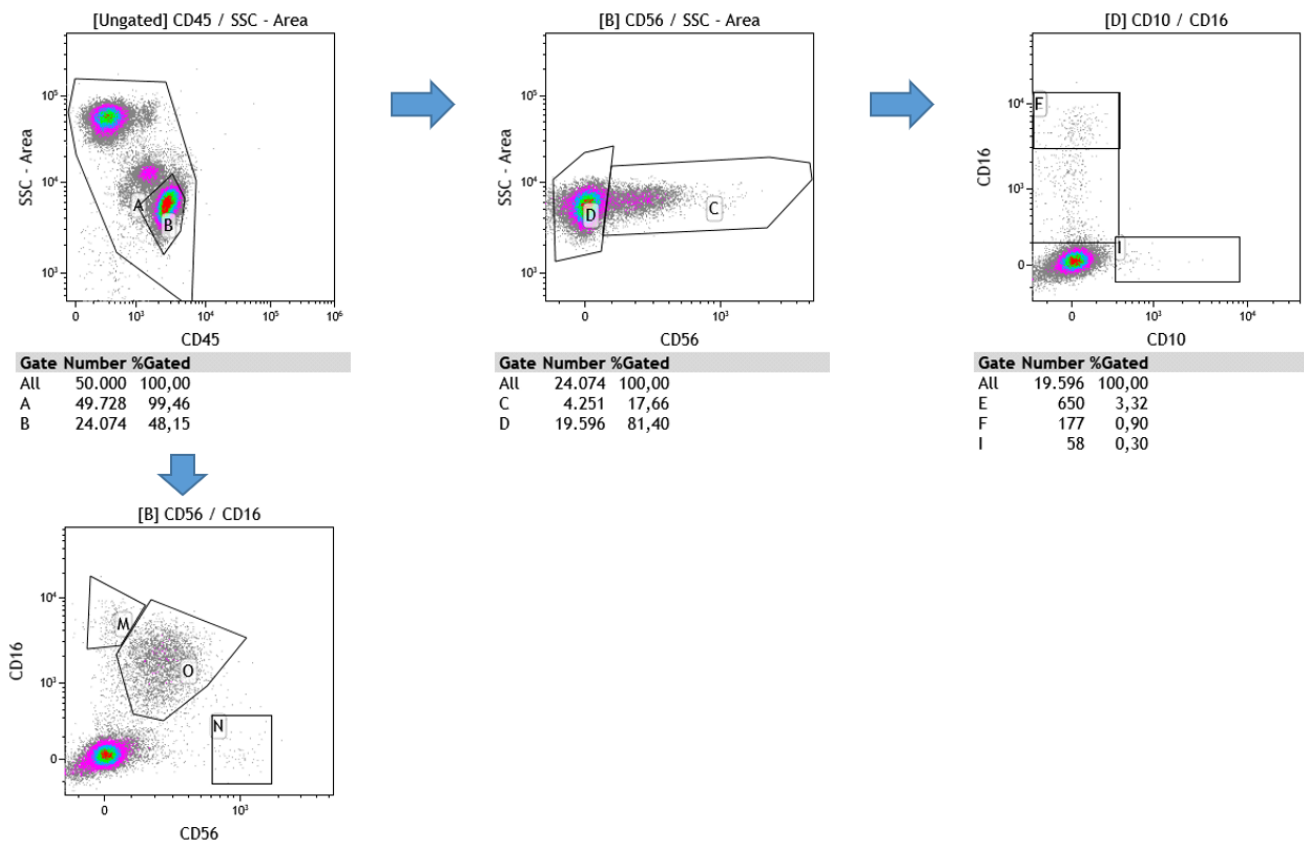 [Ungated] CD45 / SSC - Area
SSC - Area
10⁵
10⁴
10³
A
B
0 10³ 10⁴ 10⁵ 10⁶
CD45
Gate Number %Gated
All 50.000 100,00
A 49.728 99,46
B 24.074 48,15
[B] CD56 / SSC - Area
SSC - Area
10⁵
10⁴
10³
D
C
0 10³
CD56
Gate Number %Gated
All 24.074 100,00
C 4.251 17,66
D 19.596 81,40
[D] CD10 / CD16
CD16
10⁴
10³
0
F
I
0 10³ 10⁴
CD10
Gate Number %Gated
All 19.596 100,00
E 650 3,32
F 177 0,90
I 58 0,30
[B] CD56 / CD16
CD16
10⁴
10³
0
M
O
N
0 10³
CD56